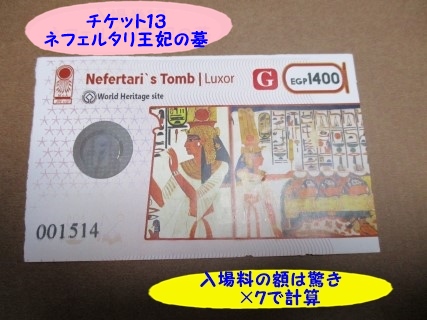 チケット13
ネフェルタリ王妃の墓
Nefertari`s Tomb | Luxor
World Heritage site
G
EGP1400
001514
入場料の額は驚き
×7で計算